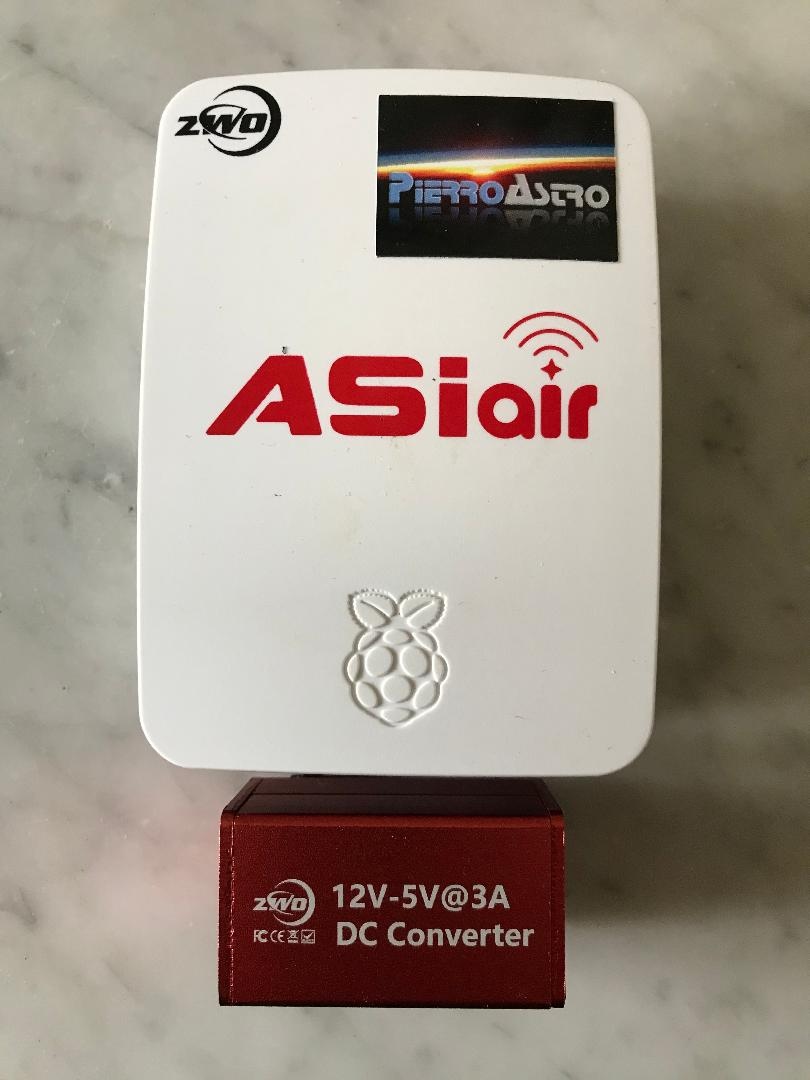 ZWO
PIERROASTRO
ASiair
ZWO
12V-5V@3A
FC CE
DC Converter